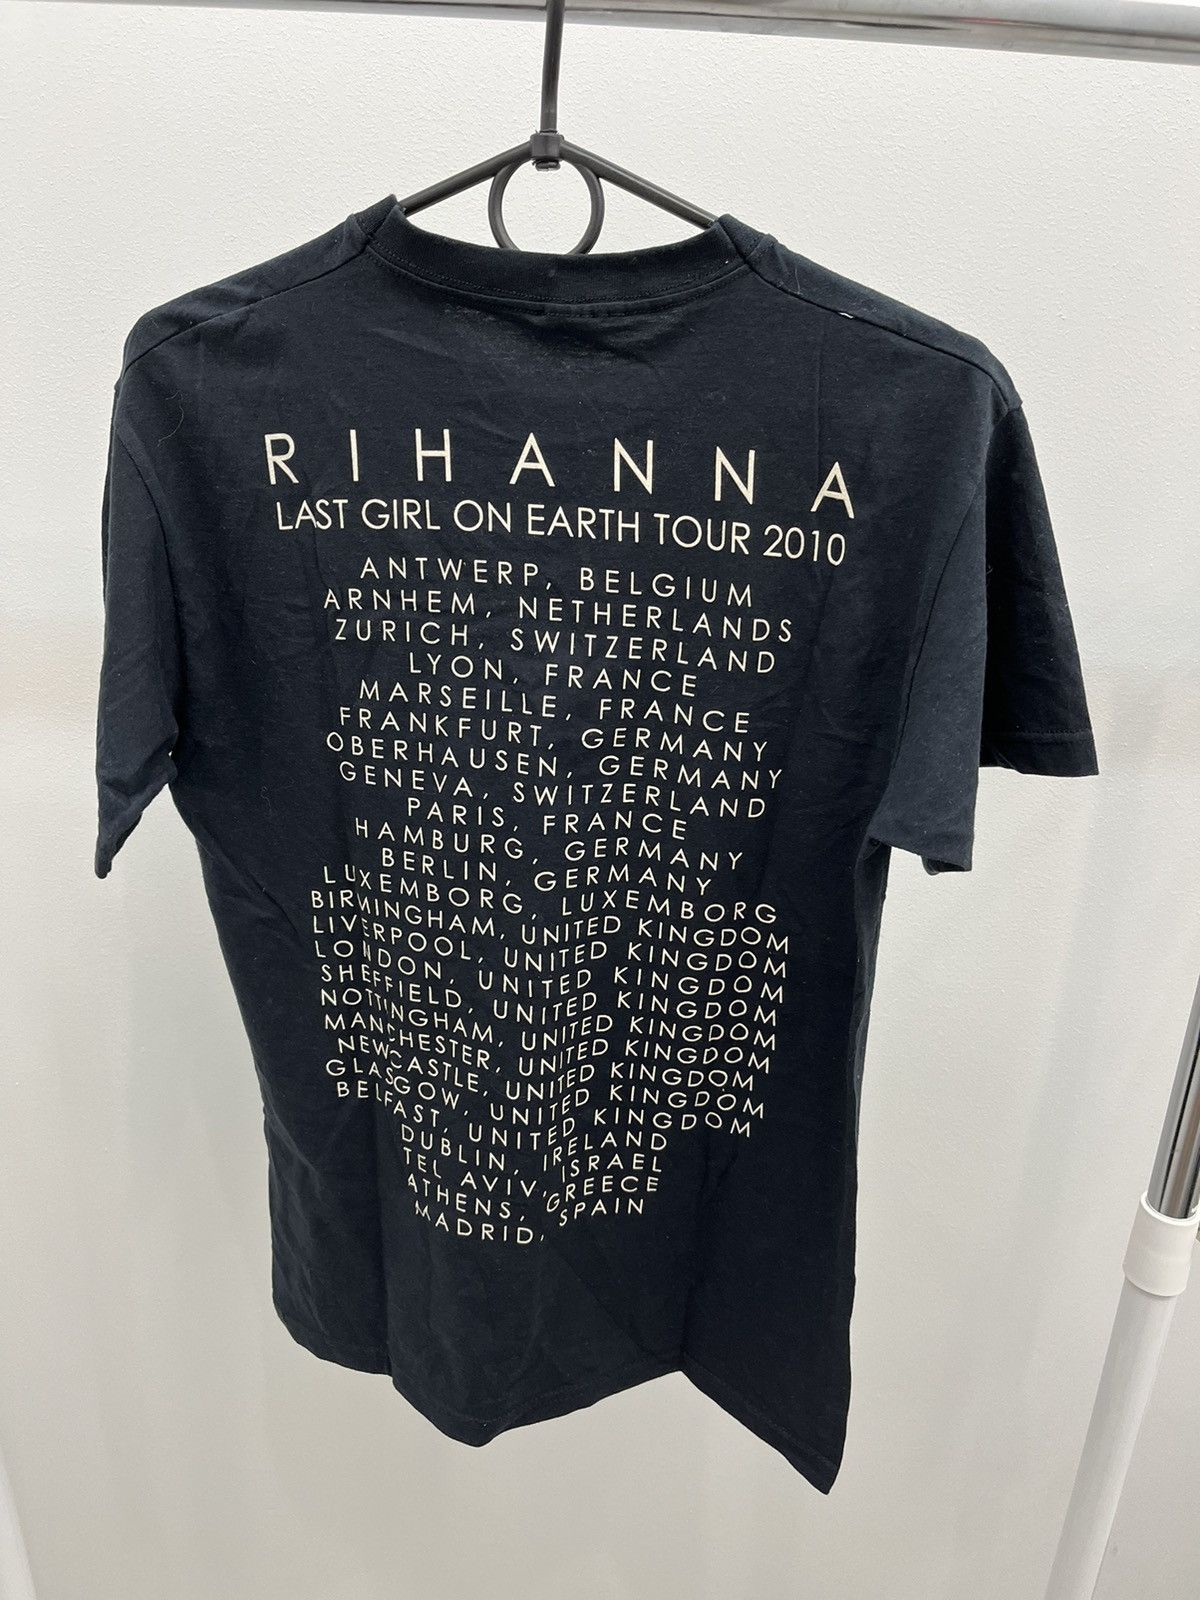 RIHANNA
LAST GIRL ON EARTH TOUR 2010
ANTWERP, BELGIUM
ARNHEM, NETHERLANDS
ZURICH, SWITZERLAND
LYON, FRANCE
MARSEILLE, FRANCE
FRANKFURT, GERMANY
OBERHAUSEN, GERMANY
GENEVA, SWITZERLAND
PARIS, FRANCE
HAMBURG, GERMANY
BERLIN, GERMANY
LUXEMBORG, LUXEMBORG
BIRMINGHAM, UNITED KINGDOM
LIVERPOOL, UNITED KINGDOM
LONDON, UNITED KINGDOM
SHEFFIELD, UNITED KINGDOM
NOTTINGHAM, UNITED KINGDOM
MANCHESTER, UNITED KINGDOM
NEWCASTLE, UNITED KINGDOM
GLASGOW, UNITED KINGDOM
BELFAST, UNITED KINGDOM
DUBLIN, IRELAND
TEL AVIV, ISRAEL
ATHENS, GREECE
MADRID, SPAIN